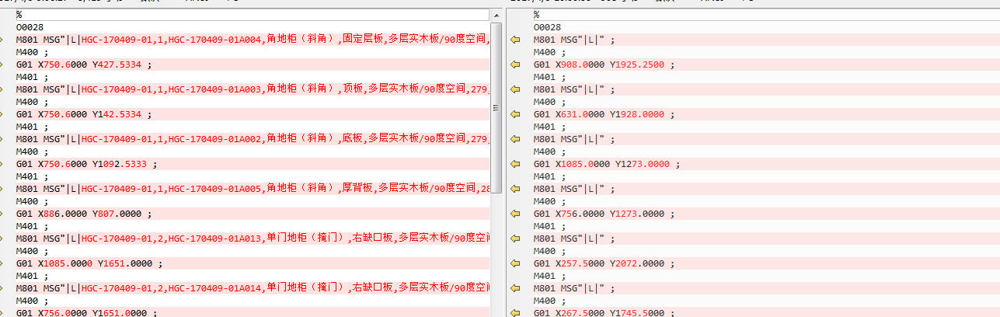 %
O0028
M801 MSG"|L|HGC-170409-01,1,HGC-170409-01A004,角地柜（斜角）,固定层板,多层实木板/90度空间,
M400 ;
G01 X750.6000 Y427.5334 ;
M401 ;
M801 MSG"|L|HGC-170409-01,1,HGC-170409-01A003,角地柜（斜角）,顶板,多层实木板/90度空间,279,
M400 ;
G01 X750.6000 Y142.5334 ;
M401 ;
M801 MSG"|L|HGC-170409-01,1,HGC-170409-01A002,角地柜（斜角）,底板,多层实木板/90度空间,279,
M400 ;
G01 X750.6000 Y1092.5333 ;
M401 ;
M801 MSG"|L|HGC-170409-01,1,HGC-170409-01A005,角地柜（斜角）,厚背板,多层实木板/90度空间,28
M400 ;
G01 X886.0000 Y807.0000 ;
M401 ;
M801 MSG"|L|HGC-170409-01,2,HGC-170409-01A013,单门地柜（掩门）,右缺口板,多层实木板/90度空间
M400 ;
G01 X1085.0000 Y1651.0000 ;
M401 ;
M801 MSG"|L|HGC-170409-01,2,HGC-170409-01A014,单门地柜（掩门）,右缺口板,多层实木板/90度空间
M400 ;
G01 X756.0000 Y1651.0000 ;
%
O0028
M801 MSG"|L|" ;
M400 ;
G01 X908.0000 Y1925.2500 ;
M401 ;
M801 MSG"|L|" ;
M400 ;
G01 X631.0000 Y1928.0000 ;
M401 ;
M801 MSG"|L|" ;
M400 ;
G01 X1085.0000 Y1273.0000 ;
M401 ;
M801 MSG"|L|" ;
M400 ;
G01 X756.0000 Y1273.0000 ;
M401 ;
M801 MSG"|L|" ;
M400 ;
G01 X257.5000 Y2072.0000 ;
M401 ;
M801 MSG"|L|" ;
M400 ;
G01 X267.5000 Y1745.5000 ;